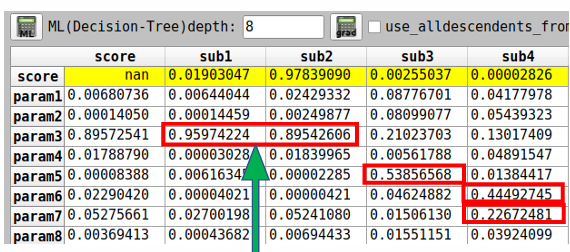 ML ML(Decision-Tree)depth: 8 grad use_alldescendents_fro
score sub1 sub2 sub3 sub4
score nan 0.01903047 0.97839090 0.00255037 0.00002826
param1 0.00680736 0.00644044 0.02429332 0.08776701 0.04177978
param2 0.00014050 0.00014459 0.00249877 0.08099077 0.05439323
param3 0.89572541 0.95974224 0.89542606 0.21023703 0.13017409
param4 0.01788790 0.00003028 0.01839965 0.00561788 0.04891547
param5 0.00008388 0.0061634 0.00002285 0.53856568 0.01384417
param6 0.02290420 0.00004021 0.00000421 0.04624882 0.44492745
param7 0.05275661 0.02700198 0.05241080 0.01506130 0.22672481
param8 0.00369413 0.00043682 0.00694433 0.01551151 0.03924099